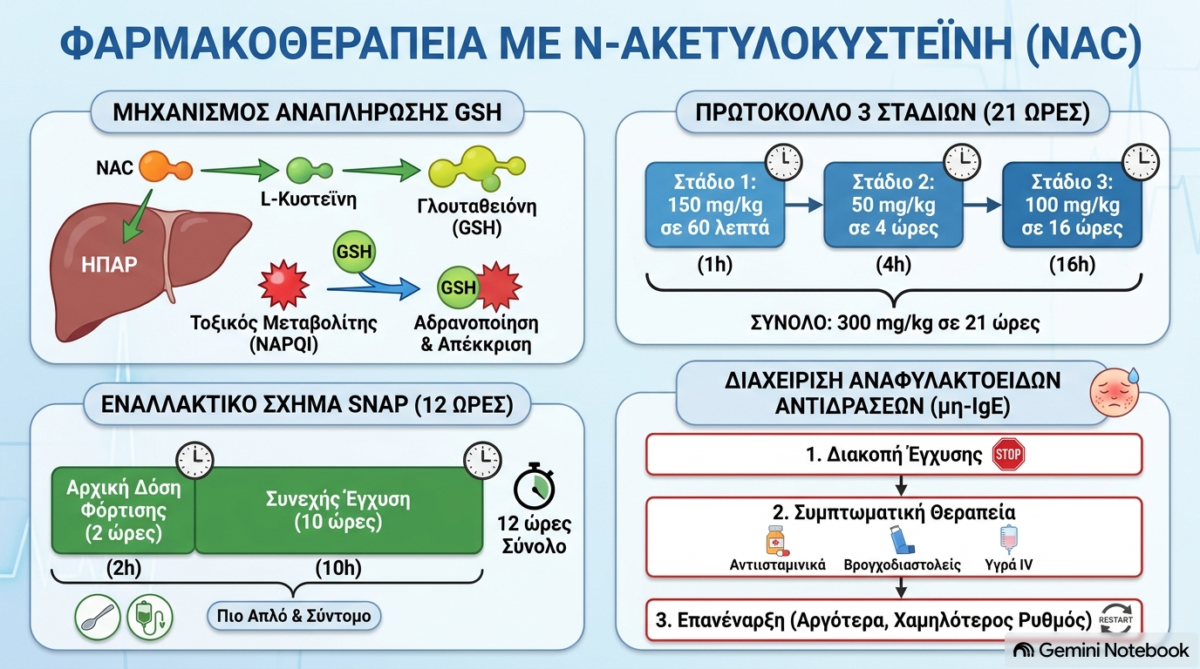 ΦΑΡΜΑΚΟΘΕΡΑΠΕΙΑ ΜΕ Ν-ΑΚΕΤΥΛΟΚΥΣΤΕΪΝΗ (NAC)
ΜΗΧΑΝΙΣΜΟΣ ΑΝΑΠΛΗΡΩΣΗΣ GSH
NAC
L-Κυστεΐνη
Γλουταθειόνη
(GSH)
ΗΠΑΡ
GSH
GSH
Τοξικός Μεταβολίτης
(NAPQI)
Αδρανοποίηση
& Απέκκριση
ΠΡΩΤΟΚΟΛΛΟ 3 ΣΤΑΔΙΩΝ (21 ΩΡΕΣ)
Στάδιο 1:
150 mg/kg
σε 60 λεπτά
Στάδιο 2:
50 mg/kg
σε 4 ώρες
Στάδιο 3:
100 mg/kg
σε 16 ώρες
(1h)
(4h)
(16h)
ΣΥΝΟΛΟ: 300 mg/kg σε 21 ώρες
ΕΝΑΛΛΑΚΤΙΚΟ ΣΧΗΜΑ SNAP (12 ΩΡΕΣ)
Αρχική Δόση
Φόρτισης
(2 ώρες)
Συνεχής Έγχυση
(10 ώρες)
12 ώρες
Σύνολο
(2h)
(10h)
Πιο Απλό & Σύντομο
ΔΙΑΧΕΙΡΙΣΗ ΑΝΑΦΥΛΑΚΤΟΕΙΔΩΝ
ΑΝΤΙΔΡΑΣΕΩΝ (μη-IgE)
1. Διακοπή Έγχυσης
STOP
2. Συμπτωματική Θεραπεία
Αντιισταμινικά
Βρογχοδιαστολείς
Υγρά IV
3. Επανέναρξη (Αργότερα, Χαμηλότερος Ρυθμός)
RESTART
Gemini Notebook